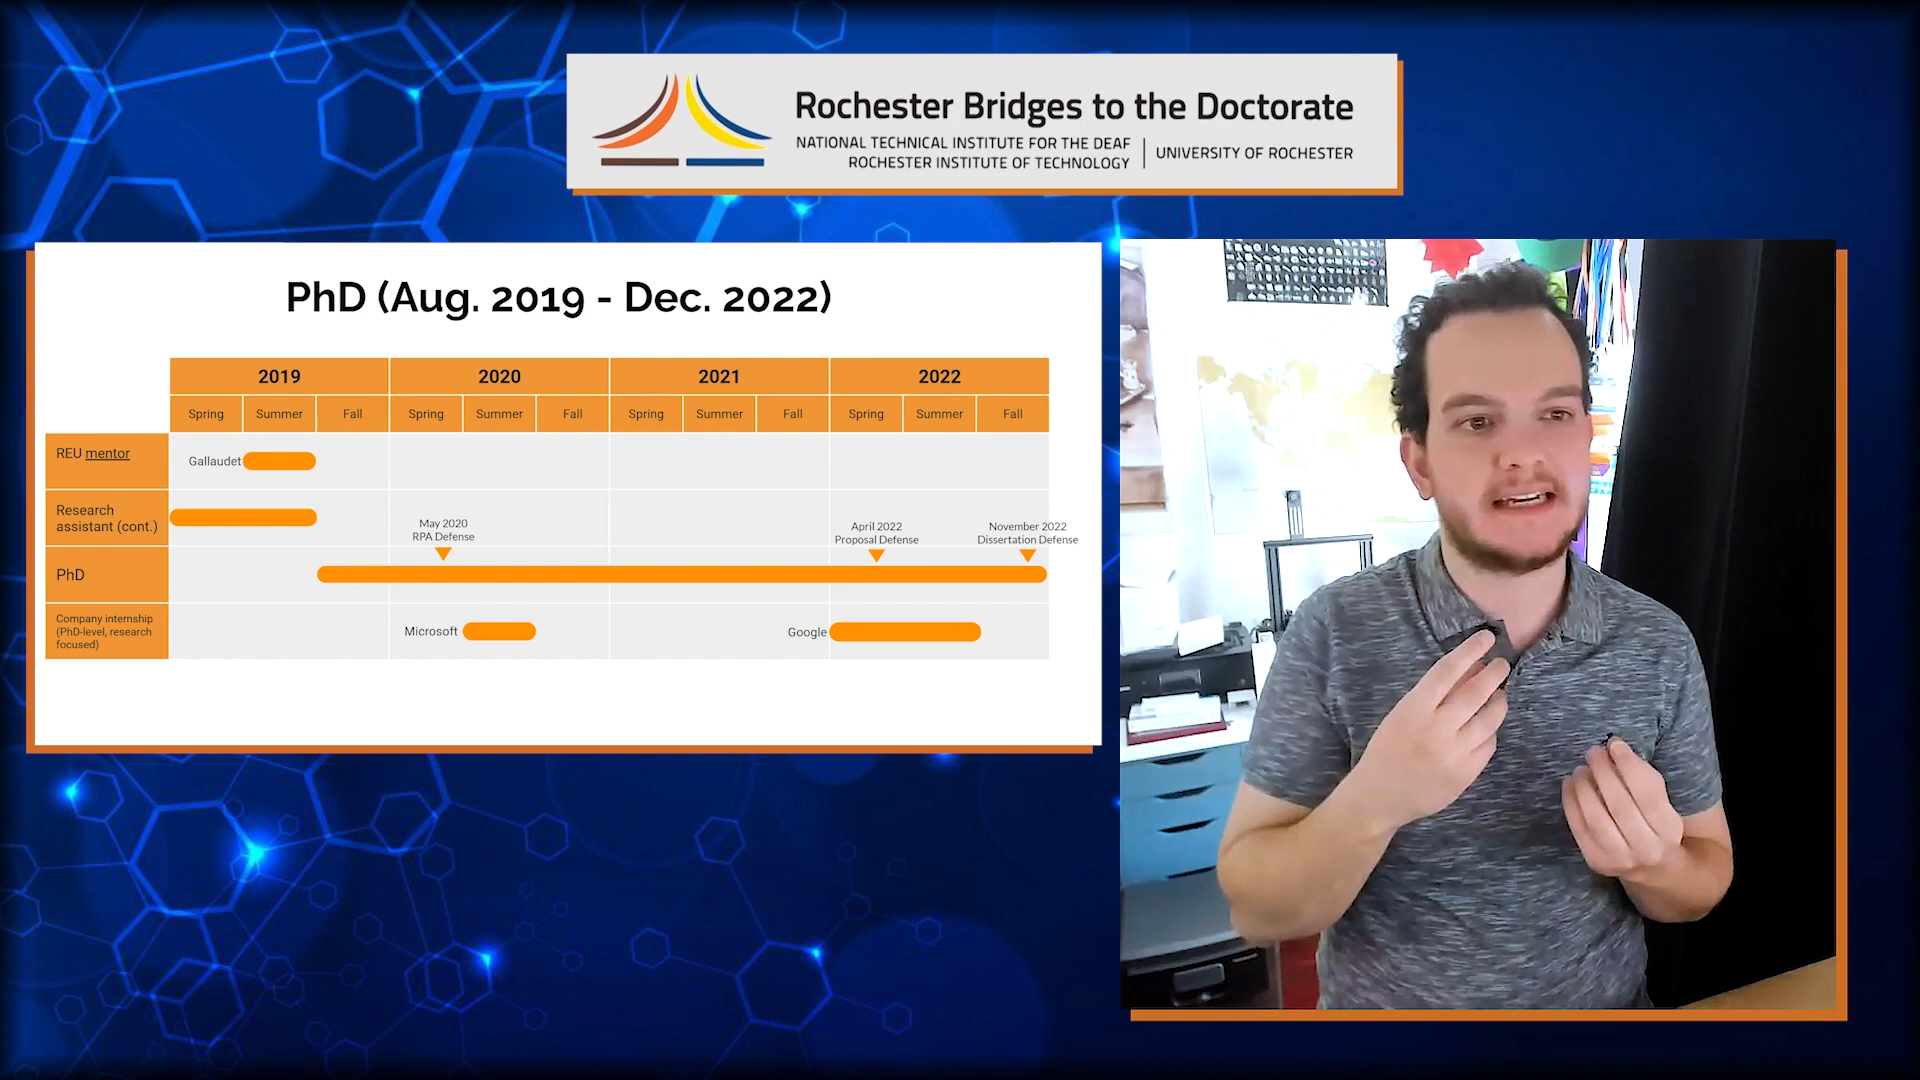 Rochester Bridges to the Doctorate
NATIONAL TECHNICAL INSTITUTE FOR THE DEAF
ROCHESTER INSTITUTE OF TECHNOLOGY
UNIVERSITY OF ROCHESTER
PhD (Aug. 2019 - Dec. 2022)
2019 2020 2021 2022
Spring Summer Fall Spring Summer Fall Spring Summer Fall Spring Summer Fall
REU mentor
Gallaudet
Research
assistant (cont.)
May 2020
RPA Defense
April 2022
Proposal Defense
November 2022
Dissertation Defense
PhD
Company internship
(PhD-level, research
focused)
Microsoft
Google